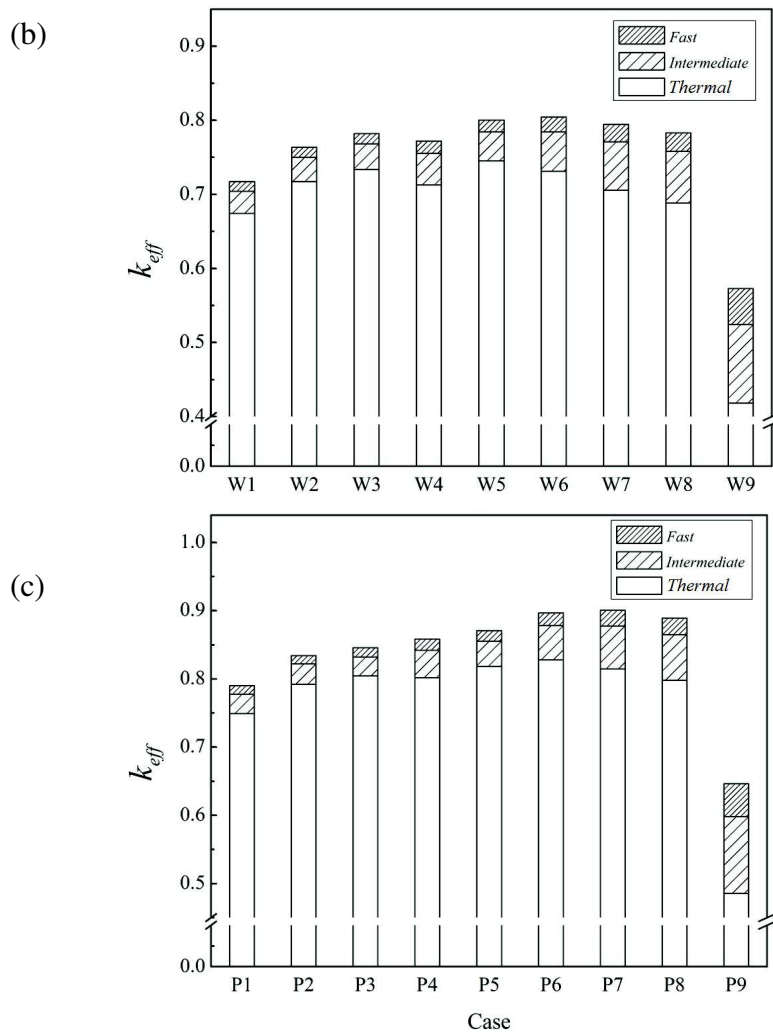 (b)
0.9
0.8
0.7
0.6
0.5
0.4
0.0
k_eff
Fast
Intermediate
Thermal
W1 W2 W3 W4 W5 W6 W7 W8 W9
(c)
1.0
0.9
0.8
0.7
0.6
0.5
0.0
k_eff
Fast
Intermediate
Thermal
P1 P2 P3 P4 P5 P6 P7 P8 P9
Case